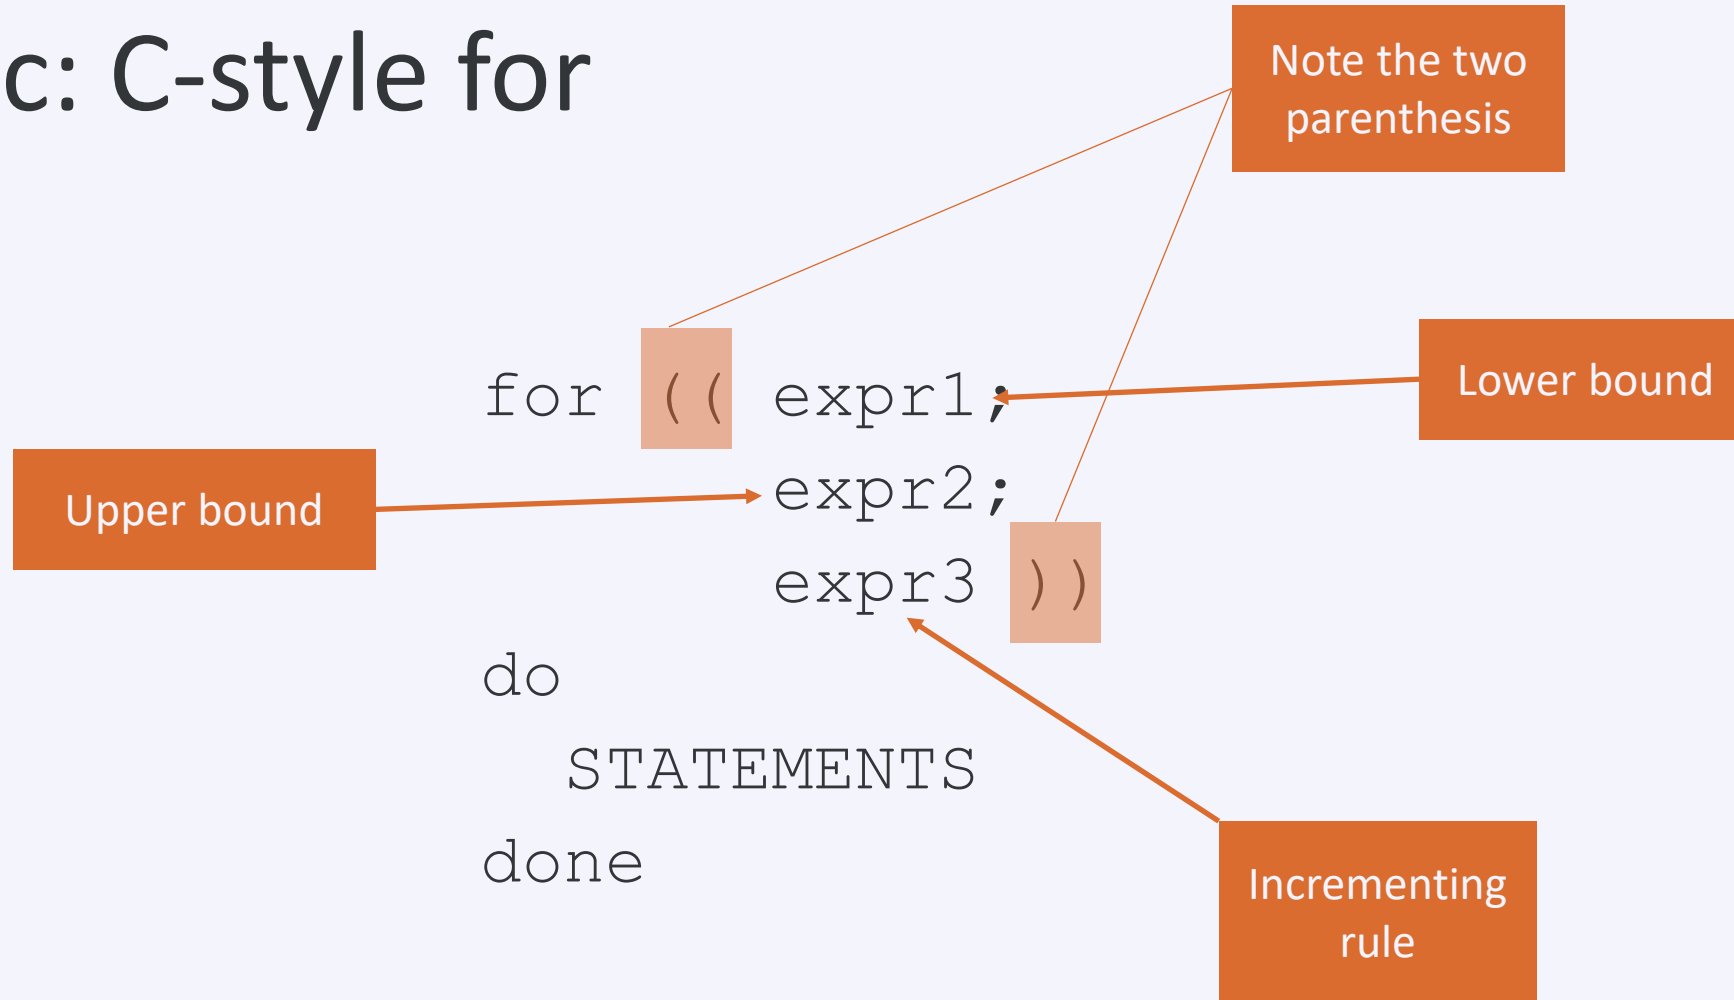 c: C-style for
Note the two
parenthesis
for (( expr1;
Lower bound
Upper bound
expr2;
expr3 ))
do
STATEMENTS
done
Incrementing
rule